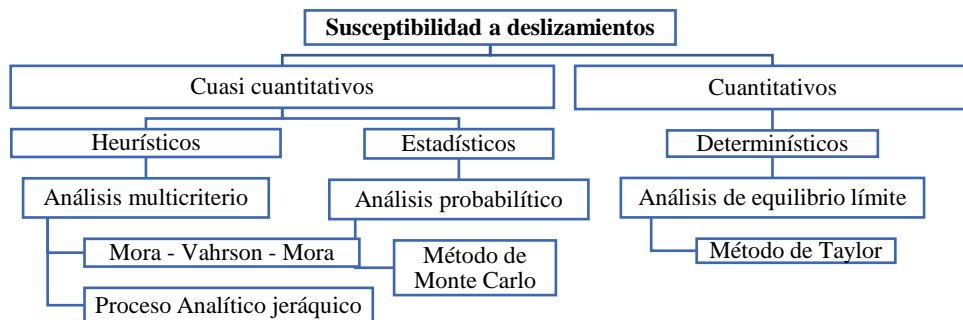 Susceptibilidad a deslizamientos
Cuasi cuantitativos
Cuantitativos
Heurísticos
Estadísticos
Determinísticos
Análisis multicriterio
Análisis probabilítico
Análisis de equilibrio límite
Mora - Vahrson - Mora
Método de
Monte Carlo
Método de Taylor
Proceso Analítico jeráquico